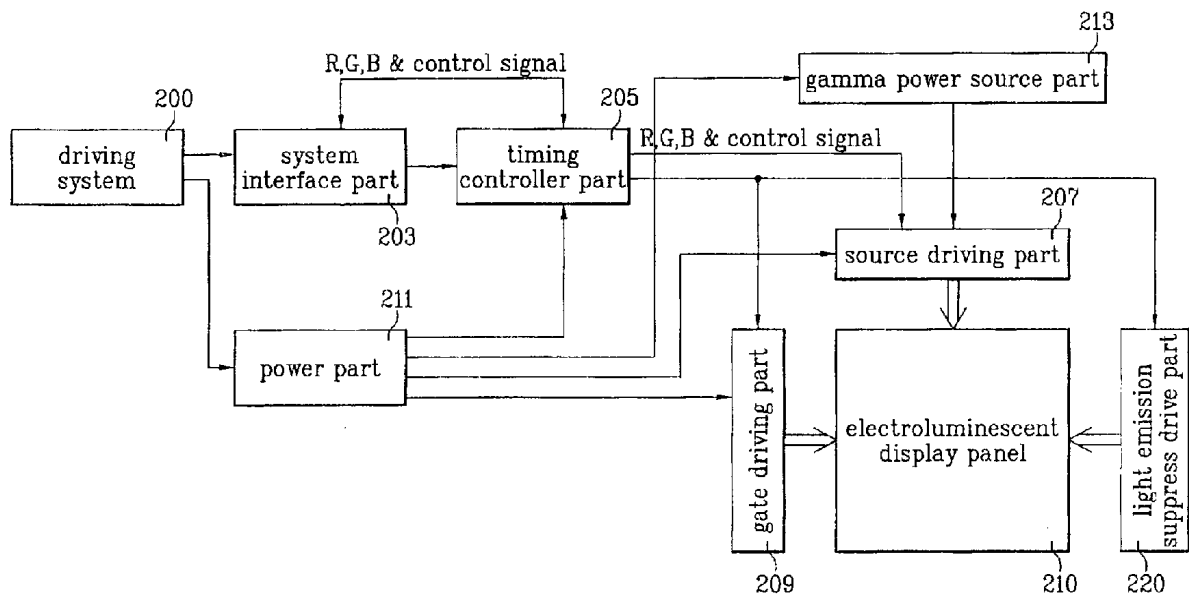 213
R,G,B & control signal
gamma power source part
200
205
driving
system
system
interface part
timing
controller part
R,G,B & control signal
203
207
source driving part
211
power part
gate driving part
electroluminescent
display panel
light emission
suppress drive part
209
210
220